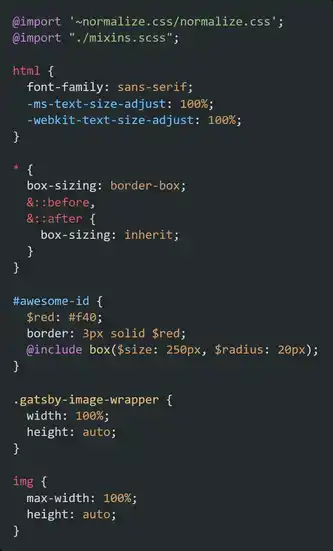 @import '~normalize.css/normalize.css';
@import "./mixins.scss";

html {
  font-family: sans-serif;
  -ms-text-size-adjust: 100%;
  -webkit-text-size-adjust: 100%;
}

* {
  box-sizing: border-box;
  &::before,
  &::after {
    box-sizing: inherit;
  }
}

#awesome-id {
  $red: #f40;
  border: 3px solid $red;
  @include box($size: 250px, $radius: 20px);
}

.gatsby-image-wrapper {
  width: 100%;
  height: auto;
}

img {
  max-width: 100%;
  height: auto;
}